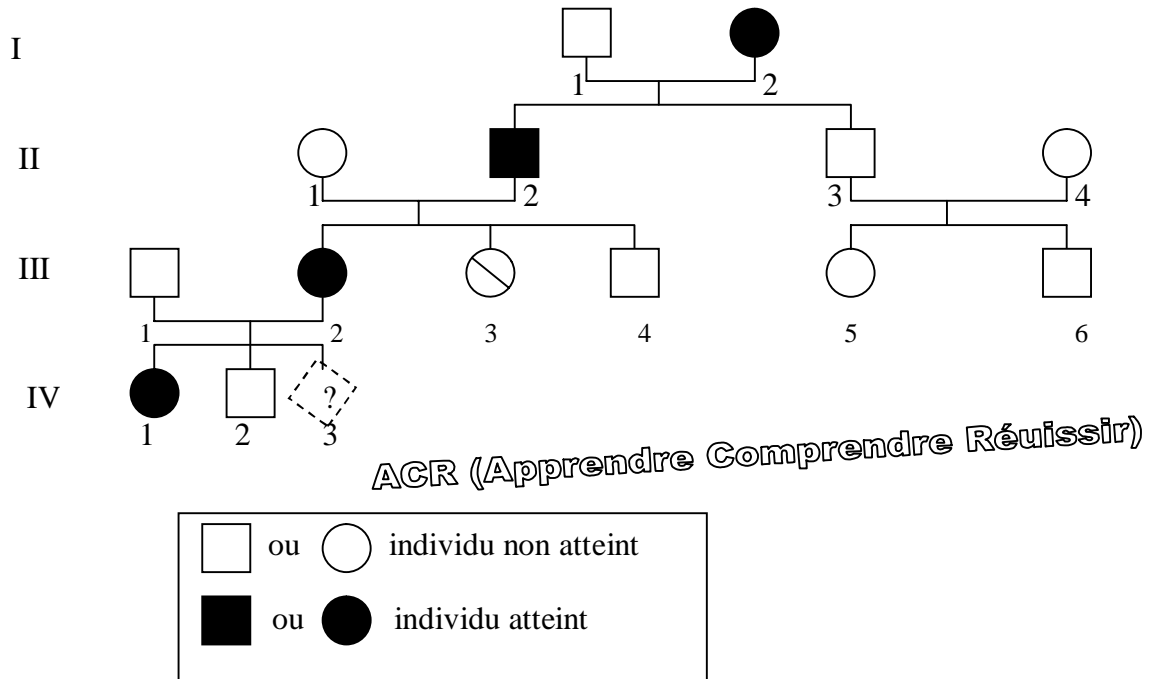 I
1 2
II
1 2 3 4
III
1 2 3 4 5 6
IV
?
1 2 3
ACR (Apprendre Comprendre Réuissir)
ou individu non atteint
ou individu atteint